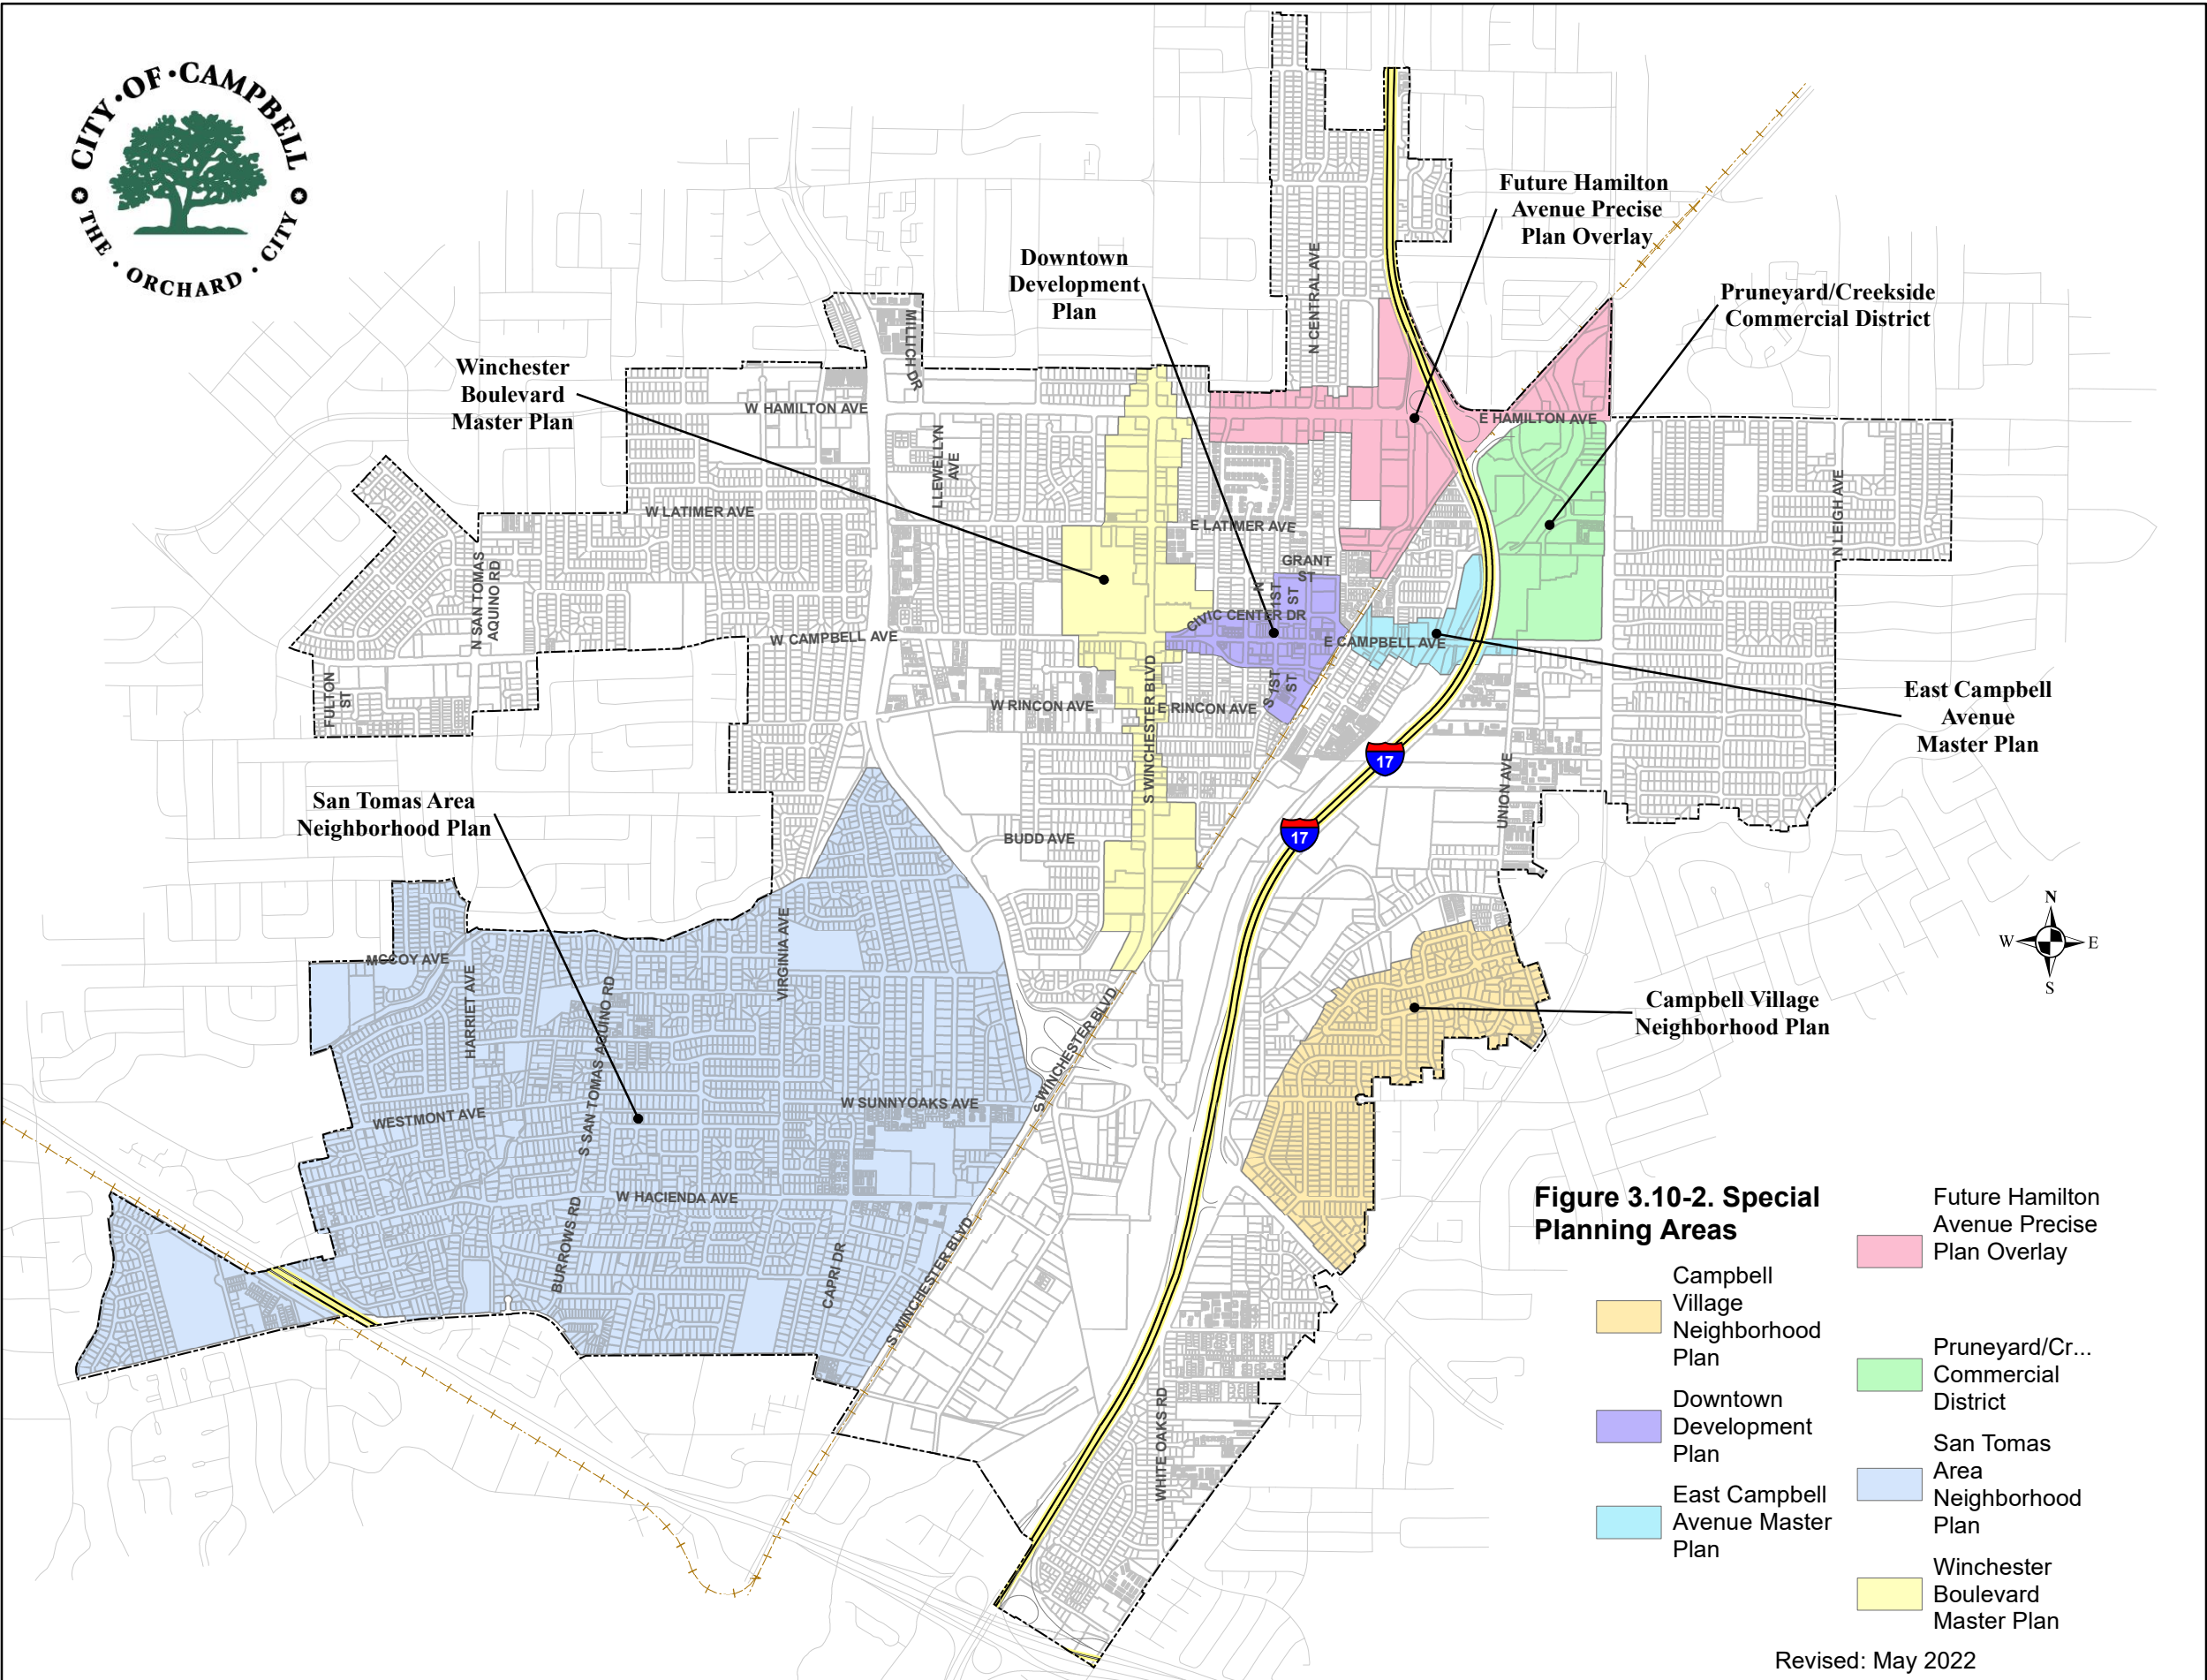 CITY·OF·CAMPBELL
THE · ORCHARD · CITY
Future Hamilton
Avenue Precise
Plan Overlay
Downtown
Development
Plan
Pruneyard/Creekside
Commercial District
Winchester
Boulevard
Master Plan
East Campbell
Avenue
Master Plan
San Tomas Area
Neighborhood Plan
Campbell Village
Neighborhood Plan
N CENTRAL AVE
MILLICH DR
W HAMILTON AVE
E HAMILTON AVE
LLEWELLYN
AVE
W LATIMER AVE
E LATIMER AVE
N LEIGH AVE
N SAN TOMAS
AQUINO RD
GRANT
ST
N
1ST
ST
CIVIC CENTER DR
W CAMPBELL AVE
E CAMPBELL AVE
FULTON
ST
W RINCON AVE
E RINCON AVE
S 1ST
ST
S WINCHESTER BLVD
17
17
UNION AVE
BUDD AVE
VIRGINIA AVE
MCCOY AVE
HARRIET AVE
S SAN TOMAS AQUINO RD
S WINCHESTER BLVD
WESTMONT AVE
W SUNNYOAKS AVE
W HACIENDA AVE
BURROWS RD
CAPRI DR
S WINCHESTER BLVD
WHITE OAKS RD
N
W
E
S
Figure 3.10-2. Special
Planning Areas
Campbell
Village
Neighborhood
Plan
Downtown
Development
Plan
East Campbell
Avenue Master
Plan
Future Hamilton
Avenue Precise
Plan Overlay
Pruneyard/Cr...
Commercial
District
San Tomas
Area
Neighborhood
Plan
Winchester
Boulevard
Master Plan
Revised: May 2022